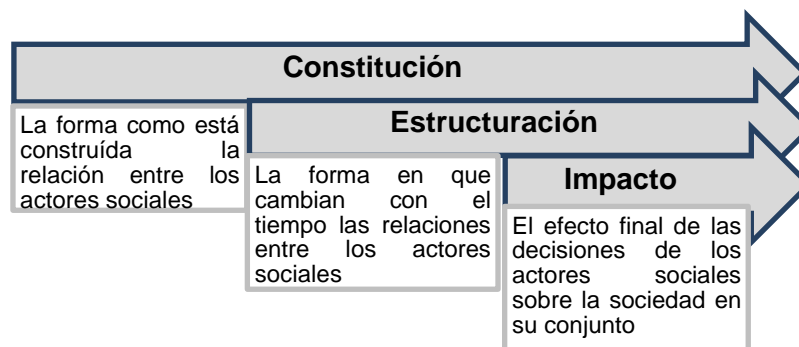 Constitución
La forma como está
construída la
relación entre los
actores sociales
Estructuración
La forma en que
cambian con el
tiempo las relaciones
entre los actores
sociales
Impacto
El efecto final de las
decisiones de los
actores sociales
sobre la sociedad en
su conjunto